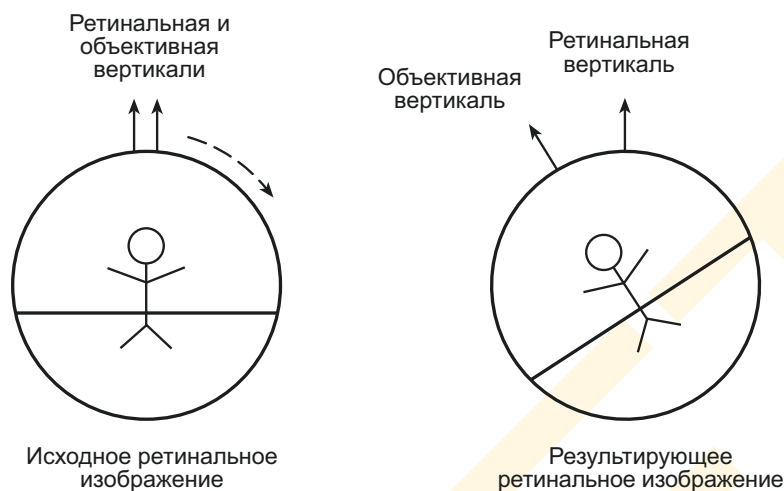 Ретинальная и
объективная
вертикали
Объективная
вертикаль
Ретинальная
вертикаль
Исходное ретинальное
изображение
Результирующее
ретинальное изображение